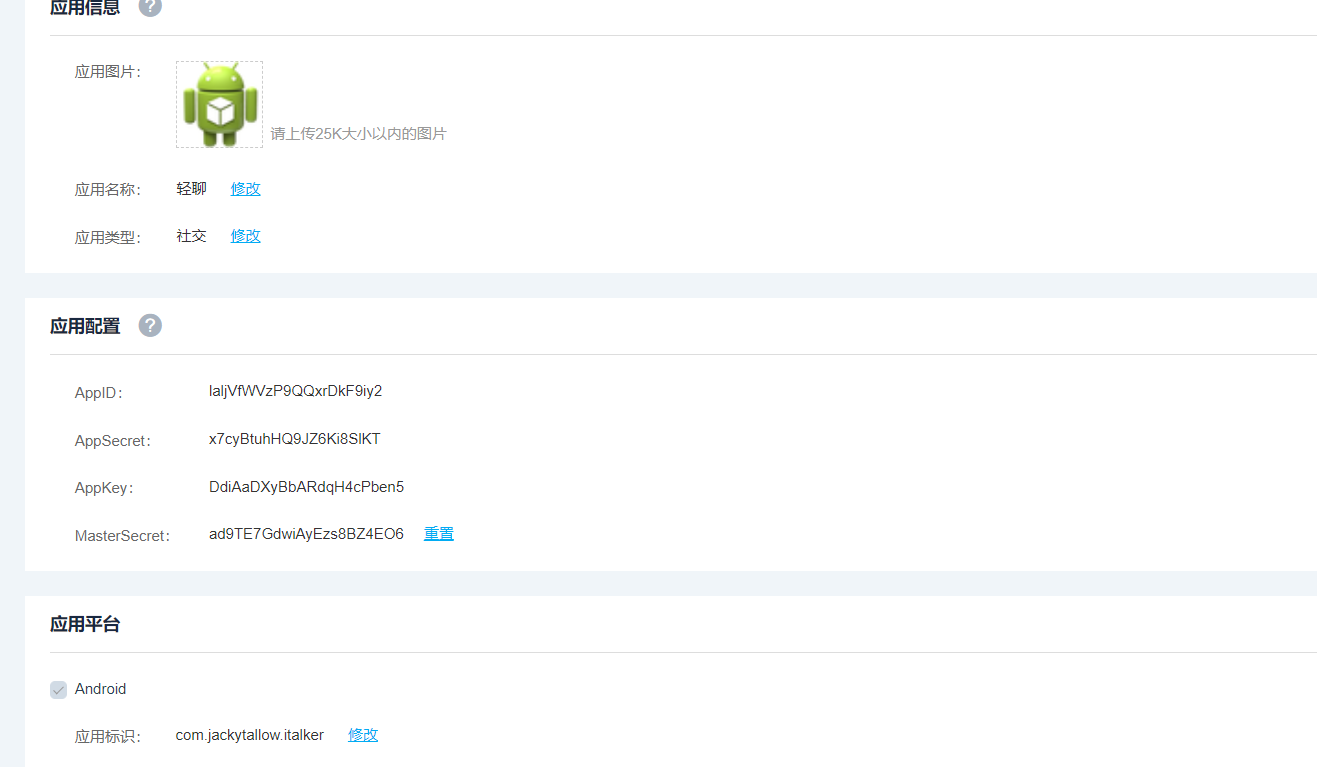 应用信息 ?
应用图片：
请上传25K大小以内的图片
应用名称： 轻聊 修改
应用类型： 社交 修改
应用配置 ?
AppID： IaljVfWVzP9QQxrDkF9iy2
AppSecret： x7cyBtuhHQ9JZ6Ki8SIKT
AppKey： DdiAaDXyBbARdqH4cPben5
MasterSecret： ad9TE7GdwiAyEzs8BZ4EO6 重置
应用平台
Android
应用标识： com.jackytallow.italker 修改